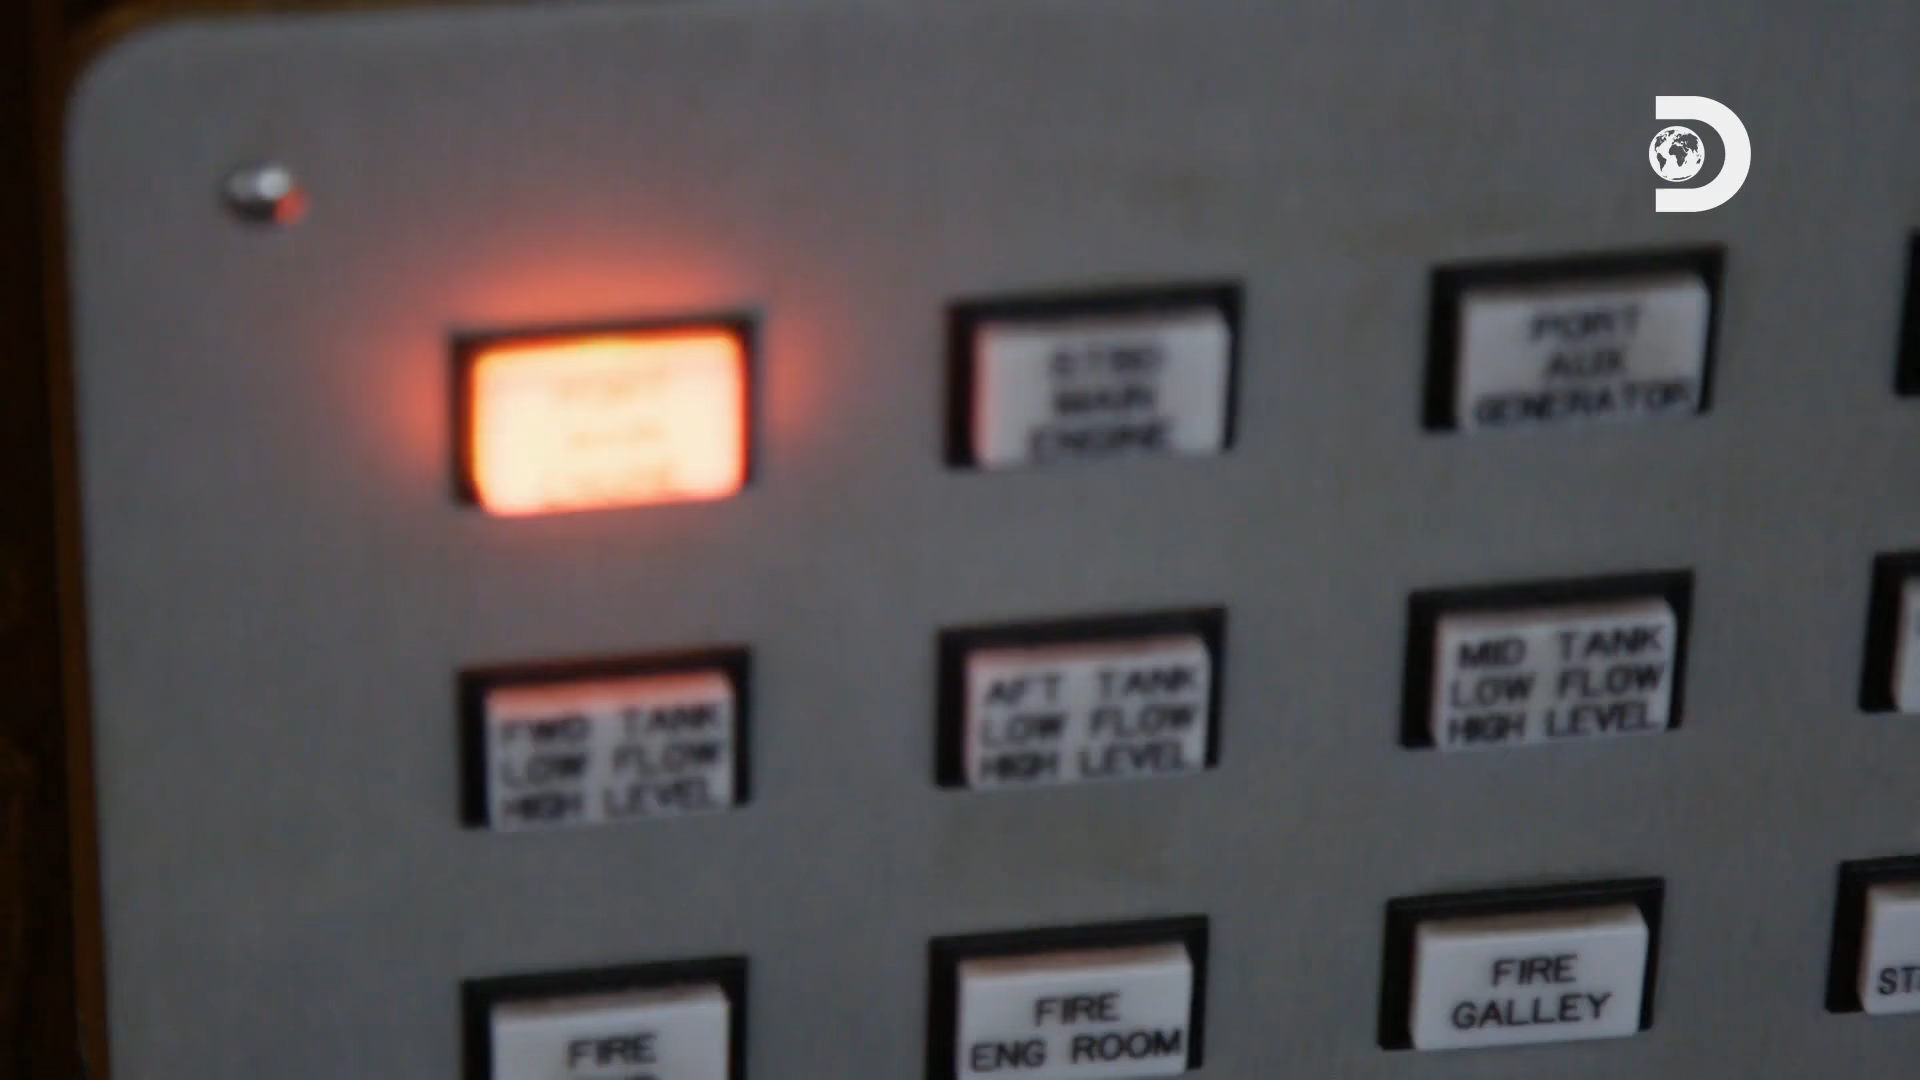 STBD
MAIN
ENGINE
PORT
AUX
GENERATOR
FWD TANK
LOW FLOW
HIGH LEVEL
AFT TANK
LOW FLOW
HIGH LEVEL
MID TANK
LOW FLOW
HIGH LEVEL
FIRE
FIRE
ENG ROOM
FIRE
GALLEY